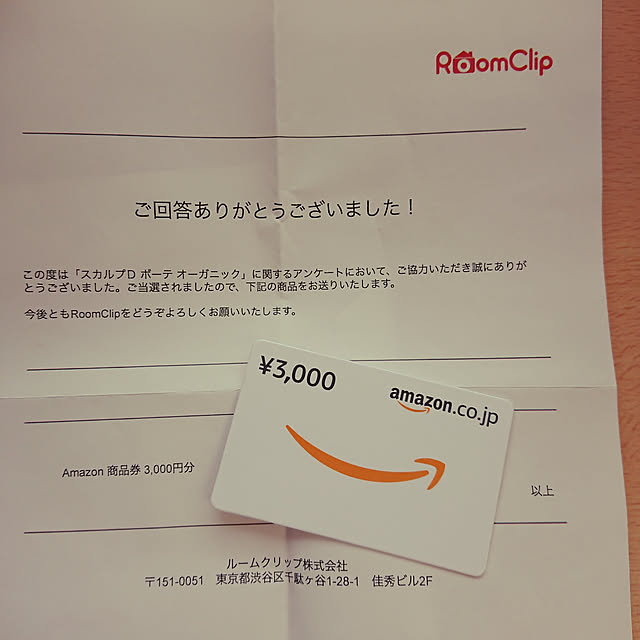 RoomClip
ご回答ありがとうございました！
この度は「スカルプD ボーテ オーガニック」に関するアンケートにおいて、ご協力いただき誠にありが
とうございました。ご当選されましたので、下記の商品をお送りいたします。
今後ともRoomClipをどうぞよろしくお願いいたします。
¥3,000
amazon.co.jp
Amazon 商品券 3,000円分
以上
ルームクリップ株式会社
〒151-0051 東京都渋谷区千駄ヶ谷1-28-1 佳秀ビル2F